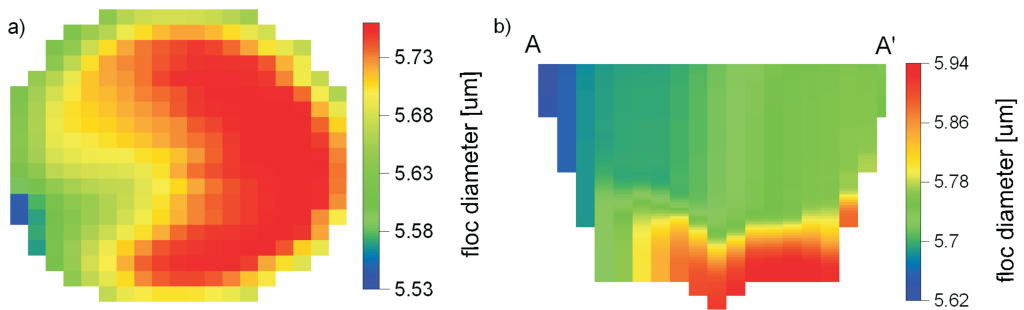 a)
5.73
5.68
5.63
5.58
5.53
floc diameter [um]
b)
A
A'
5.94
5.86
5.78
5.7
5.62
floc diameter [um]